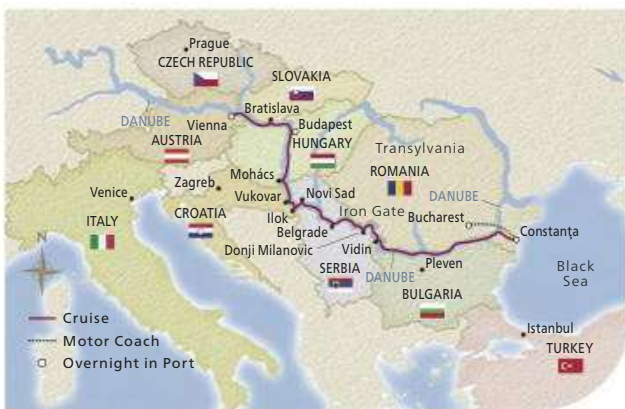 Prague
CZECH REPUBLIC
SLOVAKIA
Bratislava
DANUBE
Vienna
Budapest
AUSTRIA
HUNGARY
Transylvania
Mohács
ROMANIA
Zagreb
Venice
Vukovar
Novi Sad
DANUBE
ITALY
CROATIA
Ilok
Iron Gate
Bucharest
Belgrade
Constanţa
N
Donji Milanovic
Vidin
SERBIA
DANUBE
Pleven
Black
Sea
BULGARIA
Cruise
Motor Coach
Overnight in Port
Istanbul
TURKEY